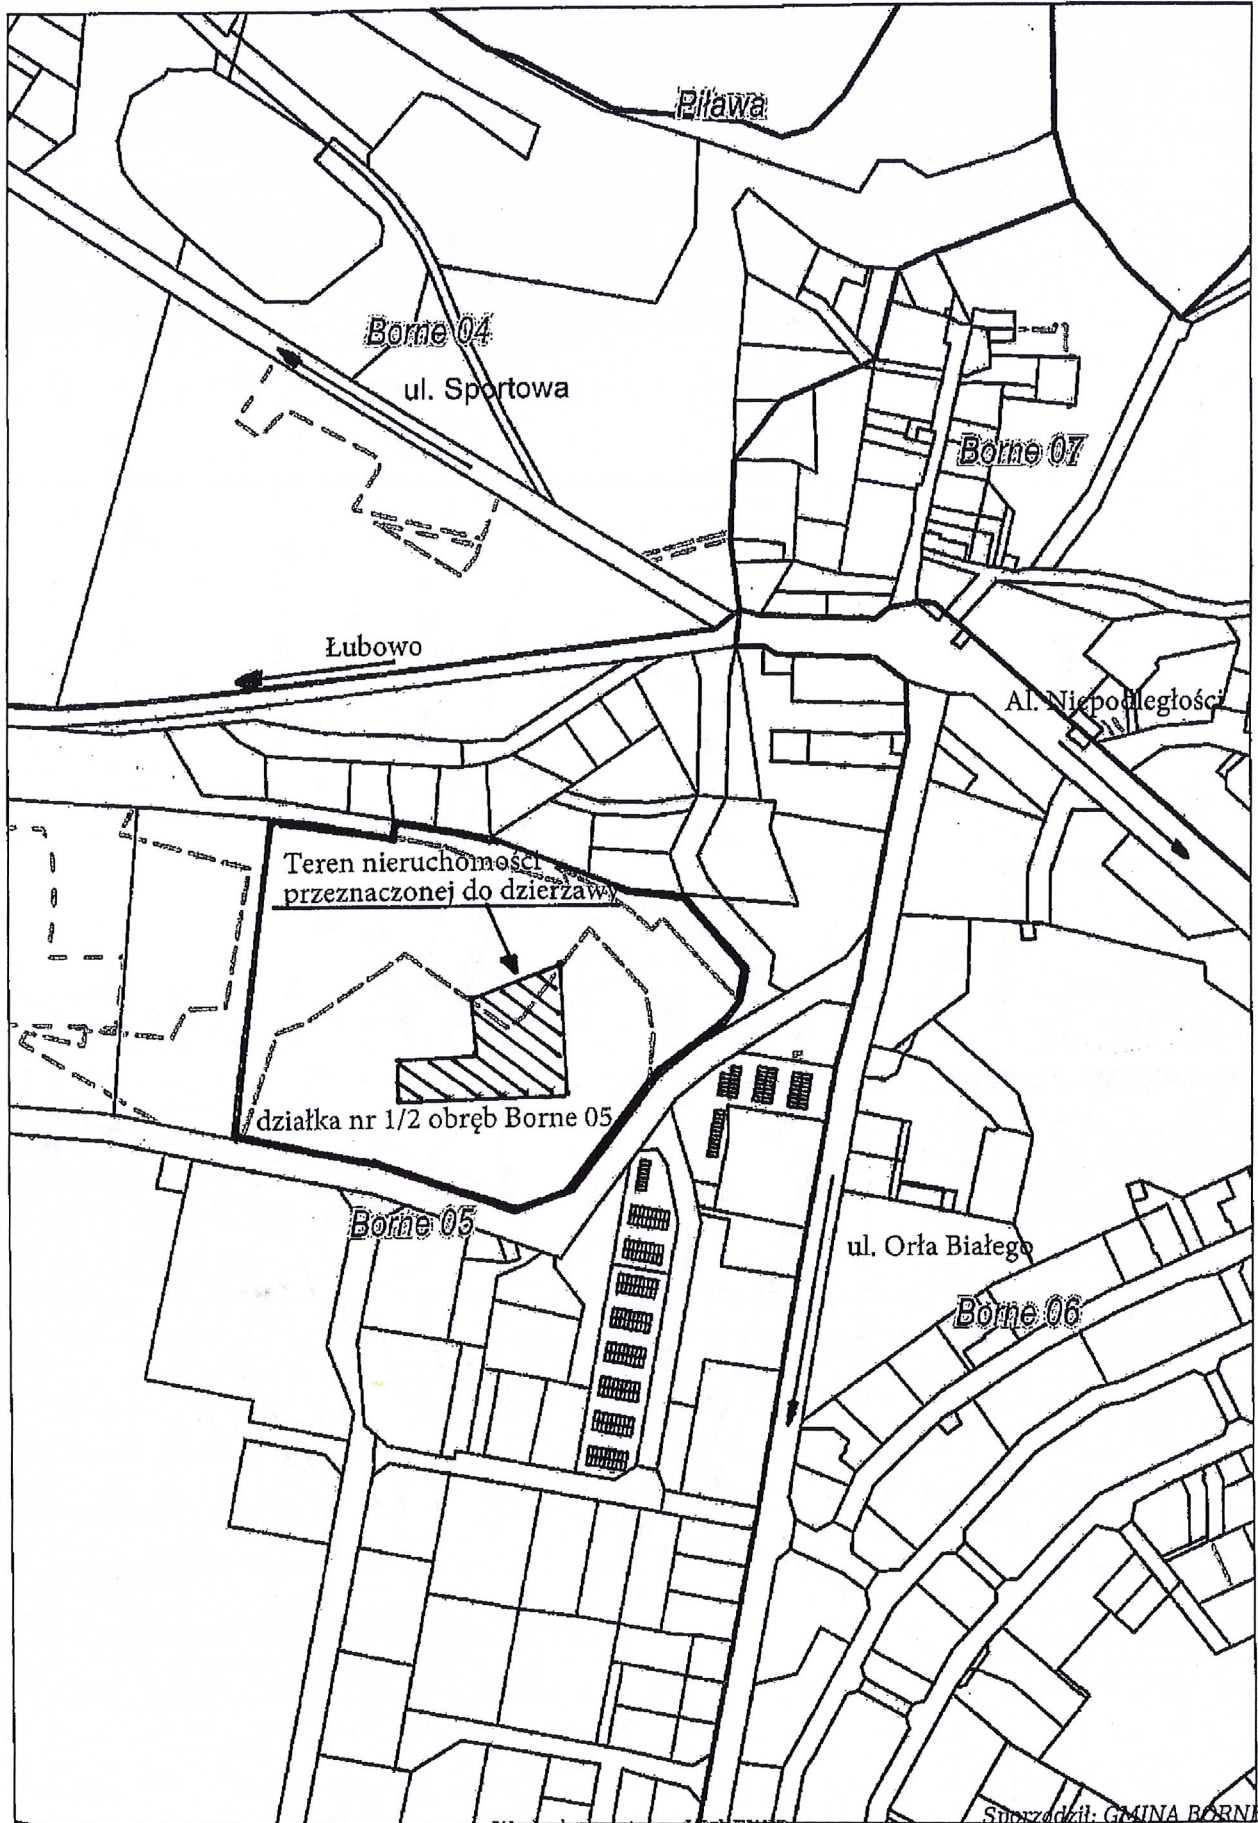 Piława
Borne 04
ul. Sportowa
Borne 07
Łubowo
Al. Niepodległości
Teren nieruchomości
przeznaczonej do dzierżawy
działka nr 1/2 obręb Borne 05
Borne 05
ul. Orła Białego
Borne 06
Sporządził: GMINA BORNE